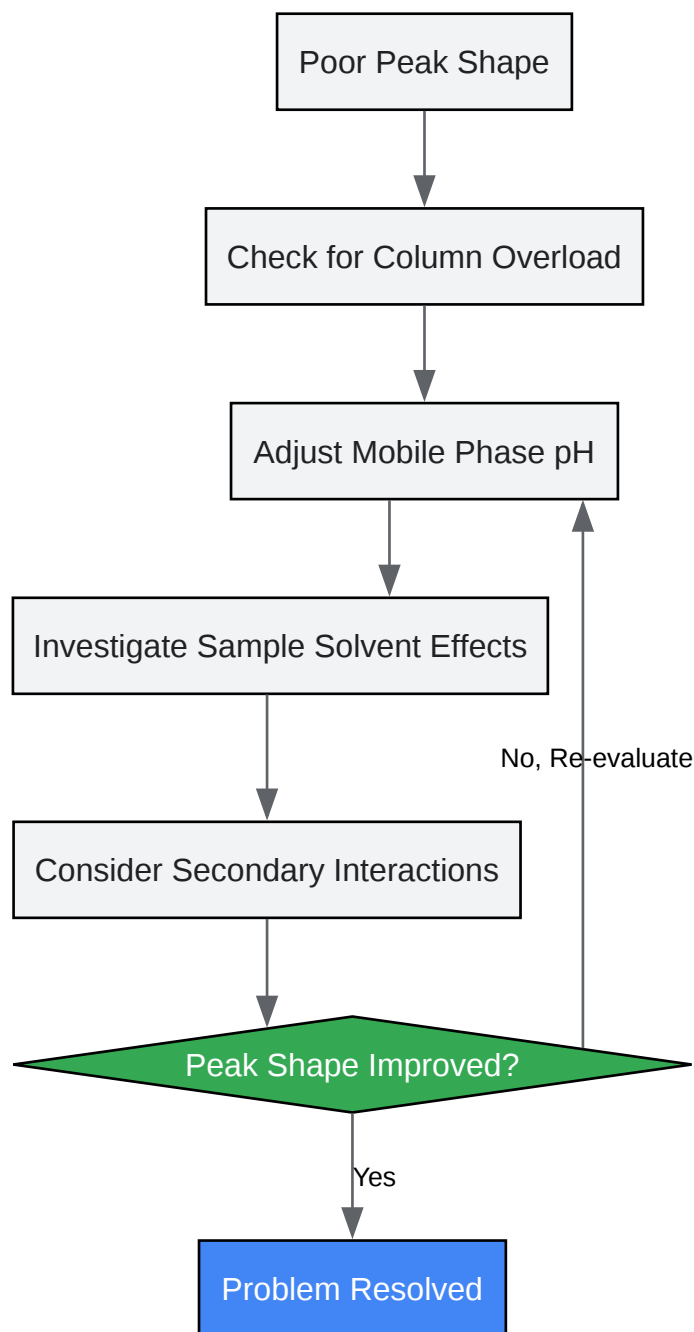 Poor Peak Shape
Check for Column Overload
Adjust Mobile Phase pH
Investigate Sample Solvent Effects
No, Re-evaluate
Consider Secondary Interactions
Peak Shape Improved?
Yes
Problem Resolved